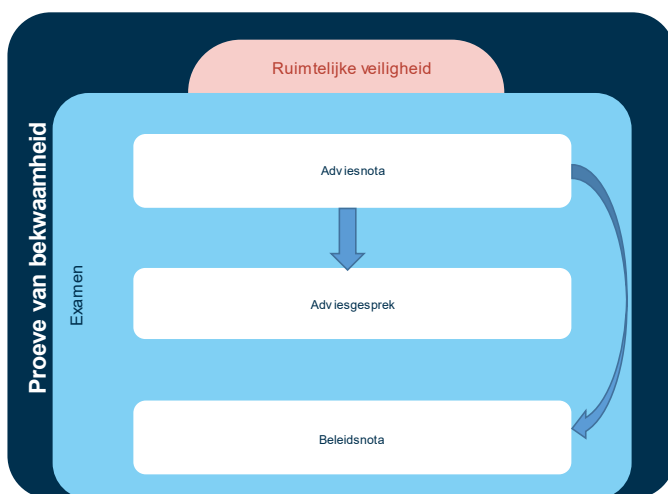 Ruimtelijke veiligheid
Proeve van bekwaamheid
Examen
Adviesnota
Adviesgesprek
Beleidsnota